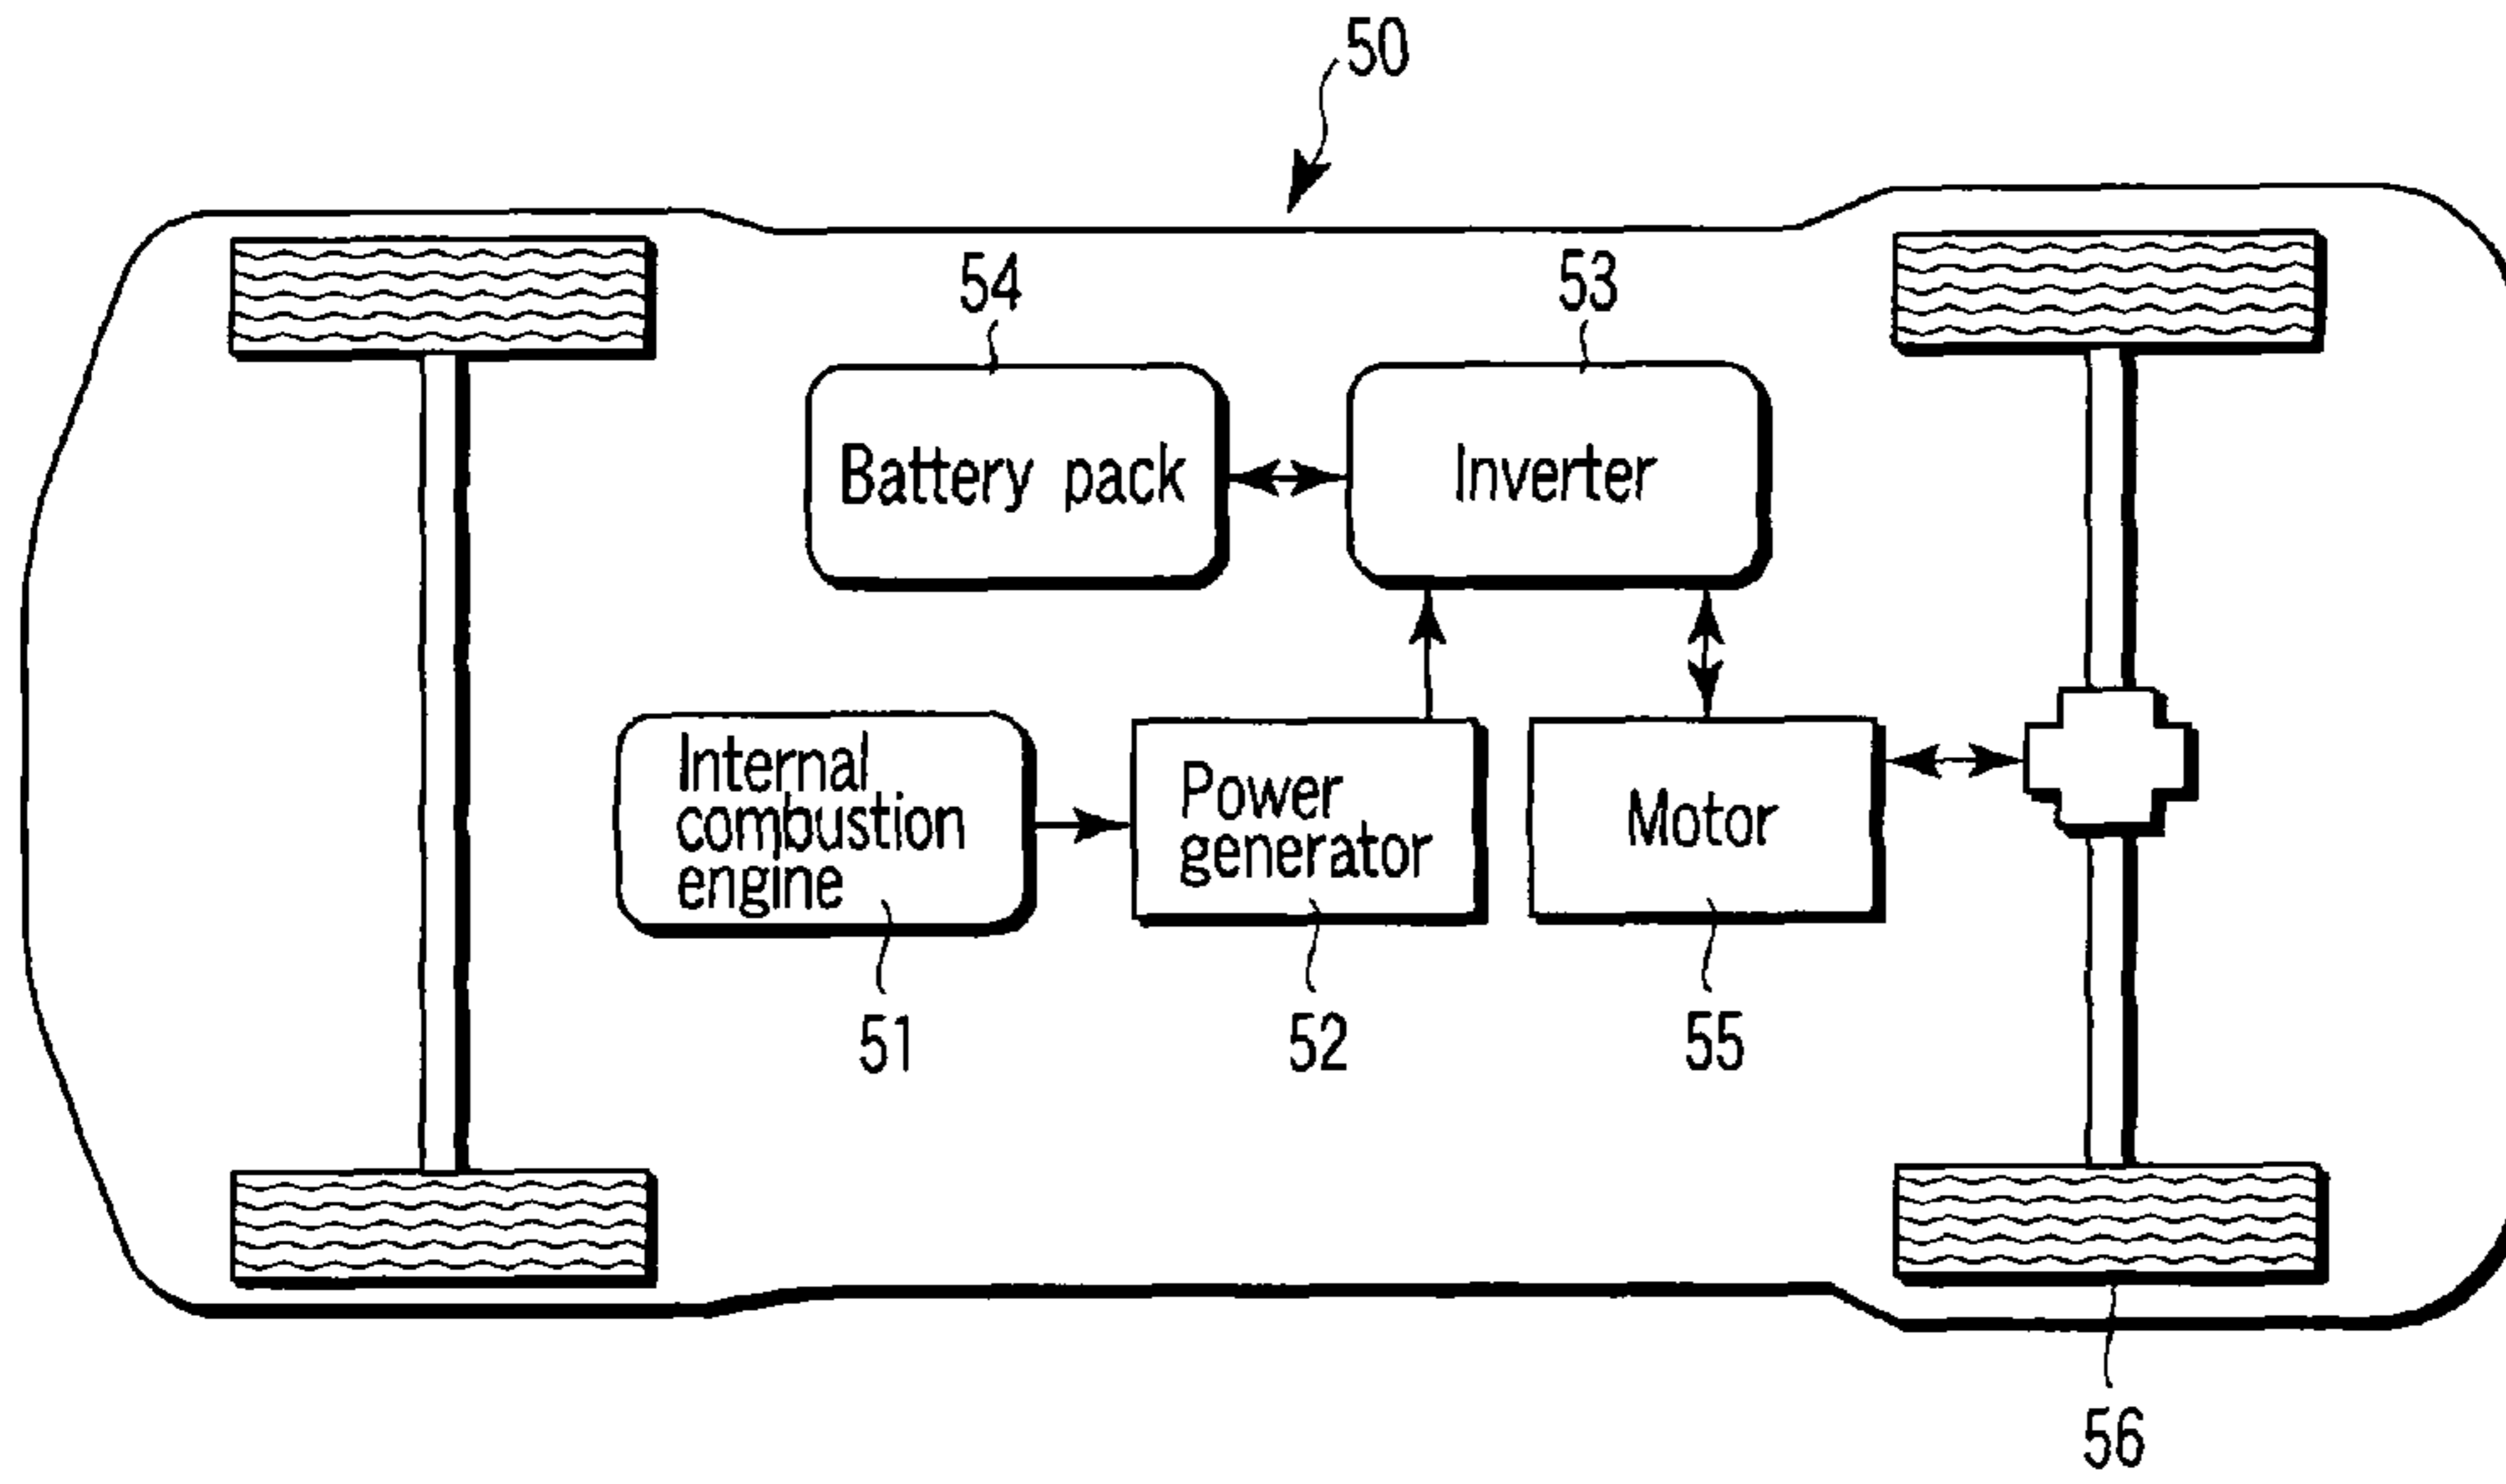 50
54
53
Battery pack
Inverter
Internal
combustion
engine
Power
generator
Motor
51
52
55
56